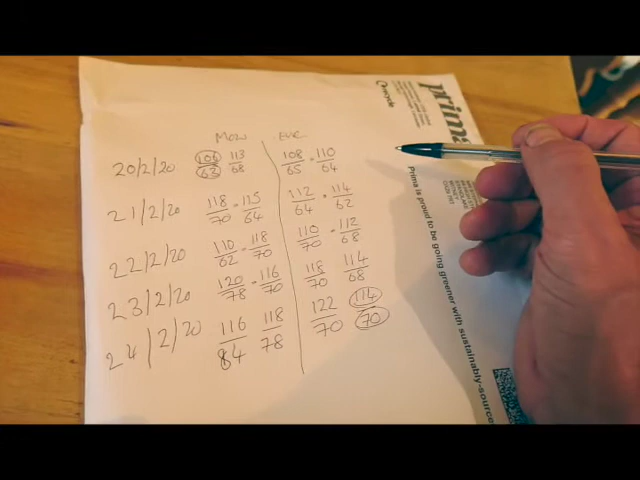 Mon Eve
20/2/20 106/63 113/68 108/65 - 110/64
21/2/20 118/70 - 115/64 112/64 - 114/62
22/2/20 110/62 - 118/70 110/70 - 112/68
23/2/20 120/78 - 116/70 118/70 114/68
24/2/20 116/84 118/78 122/70 114/70
prima
Prima is proud to be going greener with sustainably-source